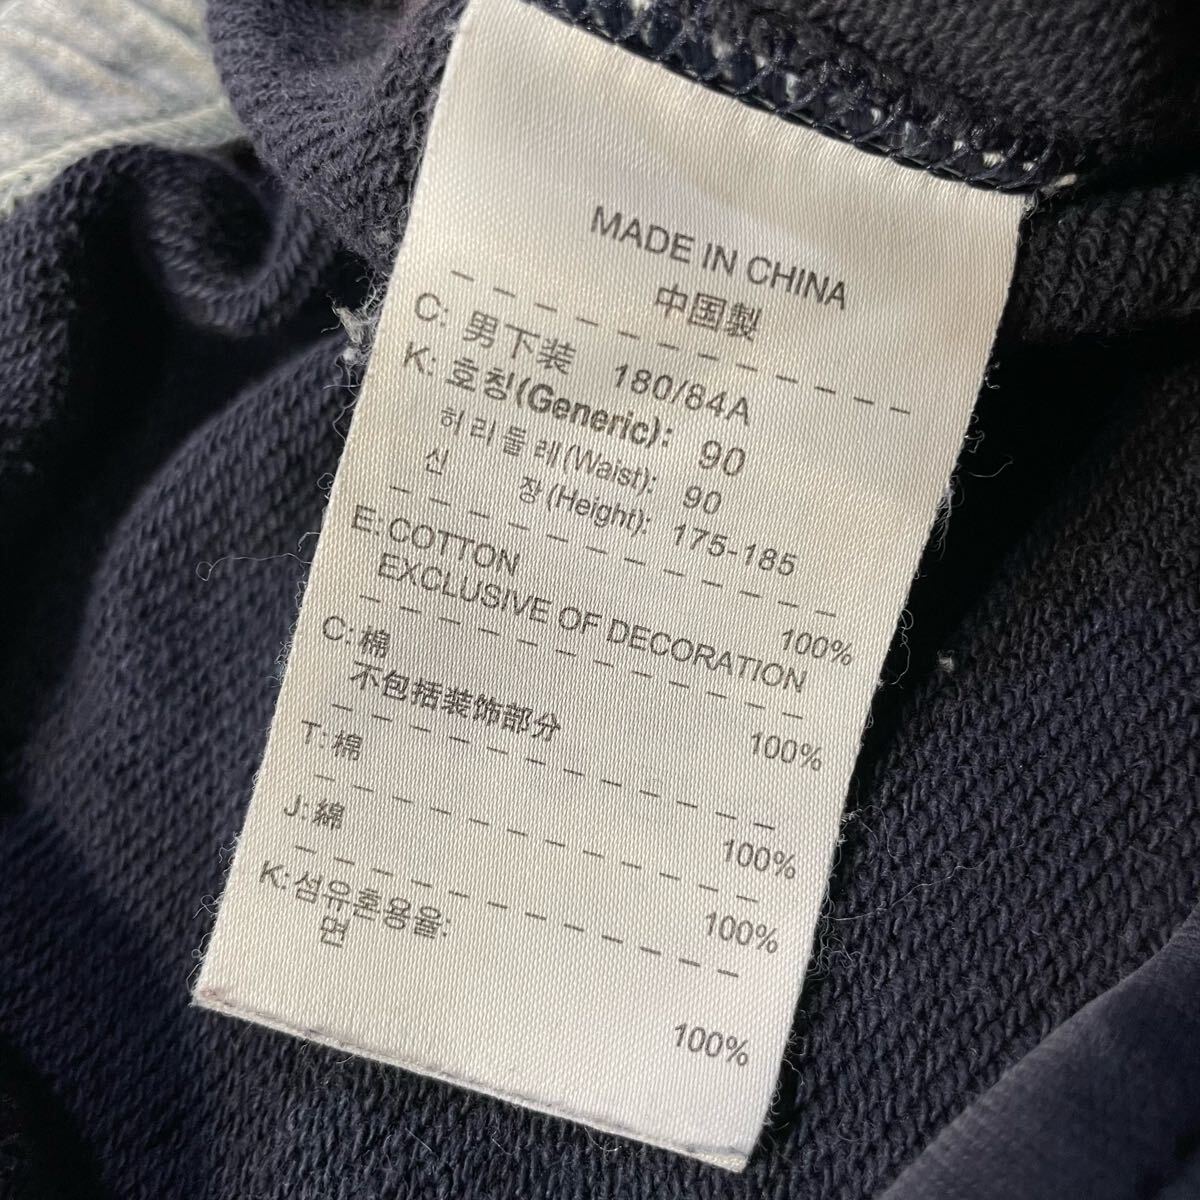 MADE IN CHINA
中国製
C: 男下装 180/84A
K: 호칭(Generic): 90
허리둘레(Waist): 90
신 장(Height): 175-185
E: COTTON 100%
EXCLUSIVE OF DECORATION
C: 棉 100%
不包括装饰部分
T: 棉 100%
J: 綿 100%
K: 섬유혼용율:
면 100%